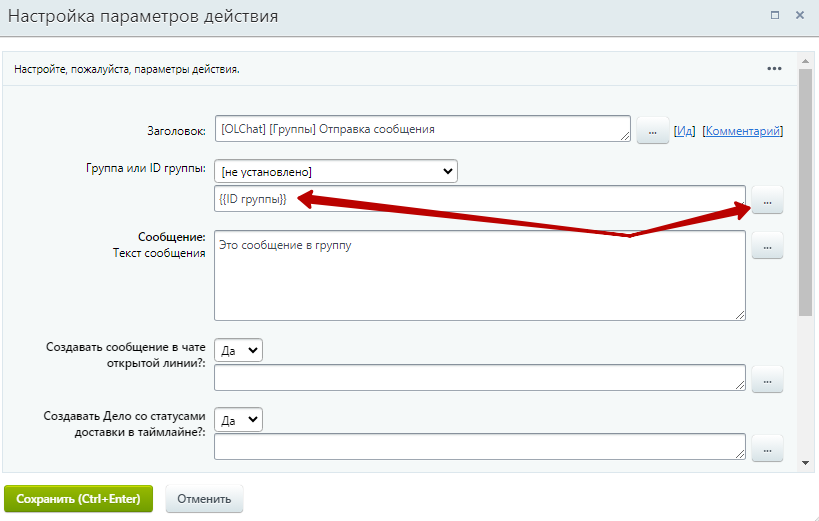 Настройка параметров действия
Настройте, пожалуйста, параметры действия.
...
Заголовок: [OLChat] [Группы] Отправка сообщения ... [Ид] [Комментарий]
Группа или ID группы: [не установлено]
{{ID группы}} ...
Сообщение: Это сообщение в группу ...
Текст сообщения
Создавать сообщение в чате Да
открытой линии?:
...
Создавать Дело со статусами Да
доставки в таймлайне?:
...
Сохранить (Ctrl+Enter) Отменить